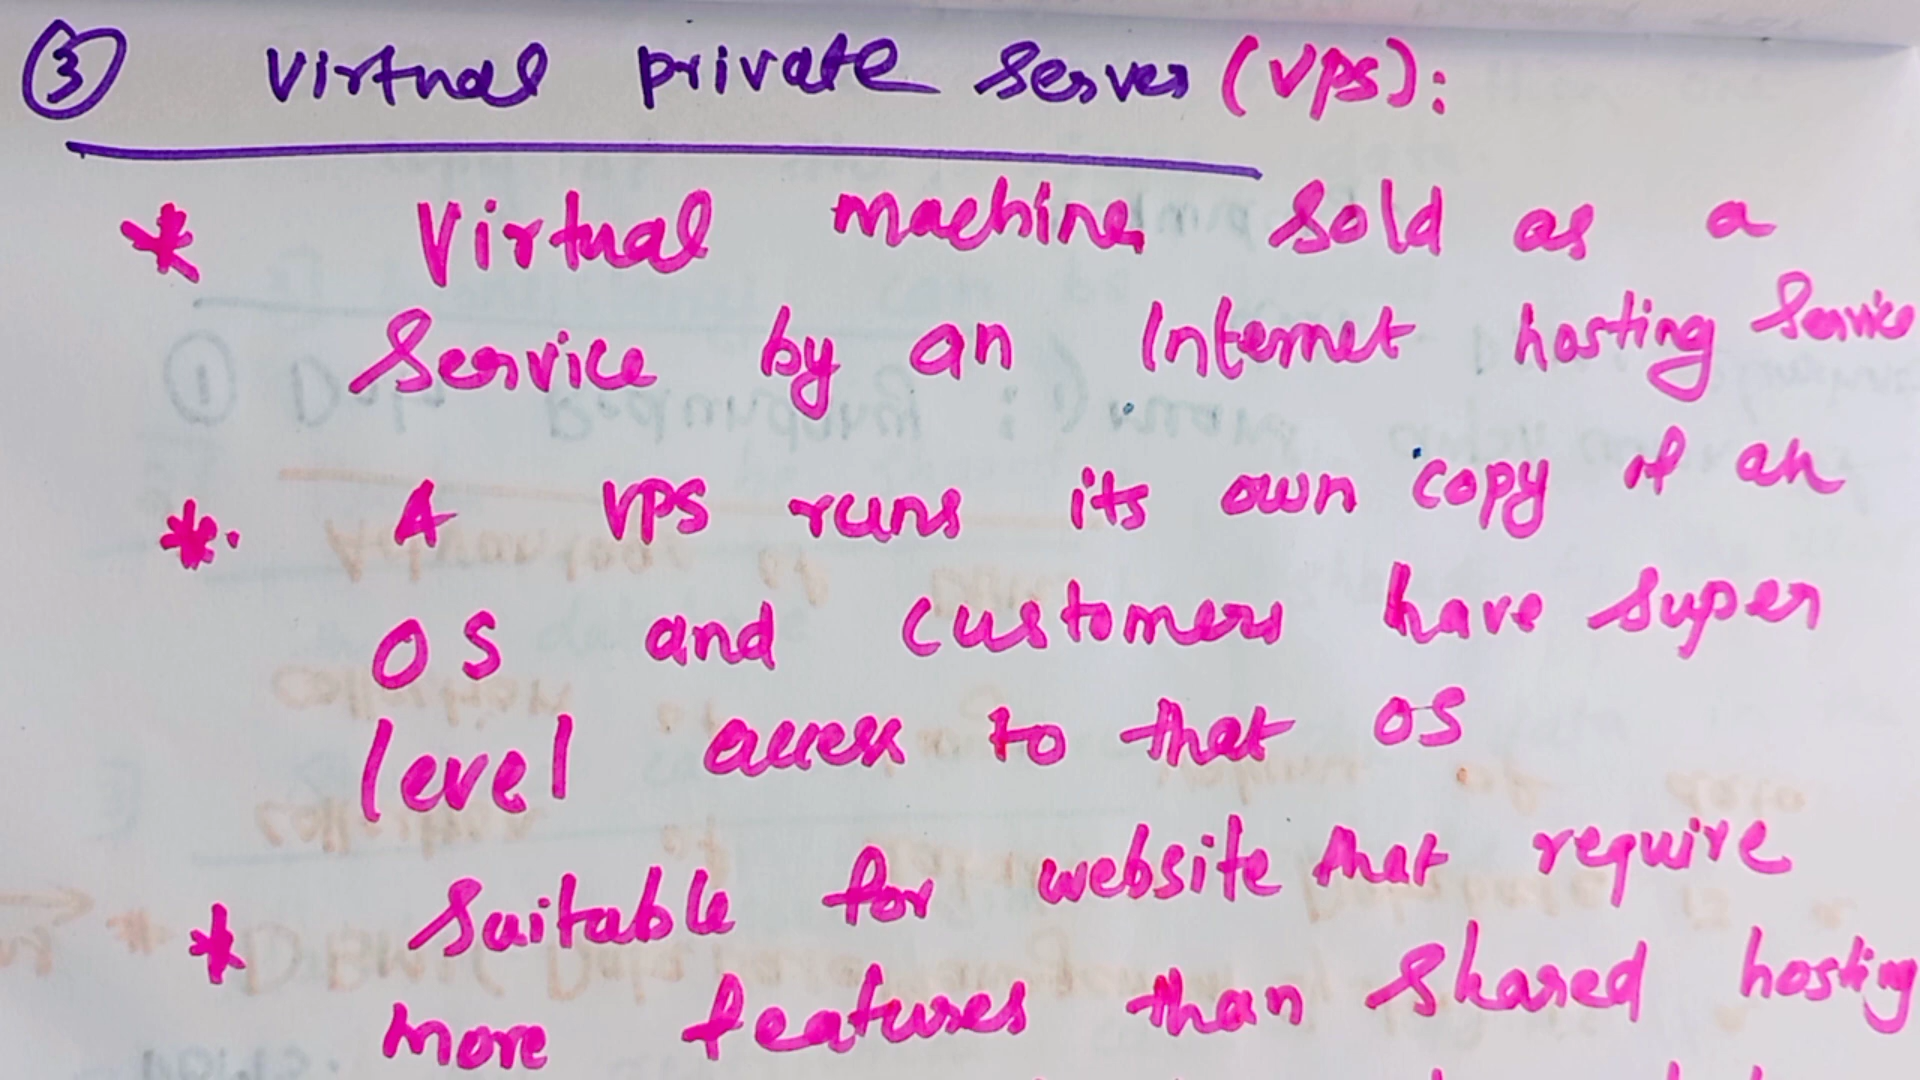 ③ Virtual private server (VPS):
* Virtual machine sold as a
Service by an Internet hosting Service
*. A VPS runs its own copy of an
OS and customers have super
level access to that OS
* Suitable for website that require
more features than shared hosting